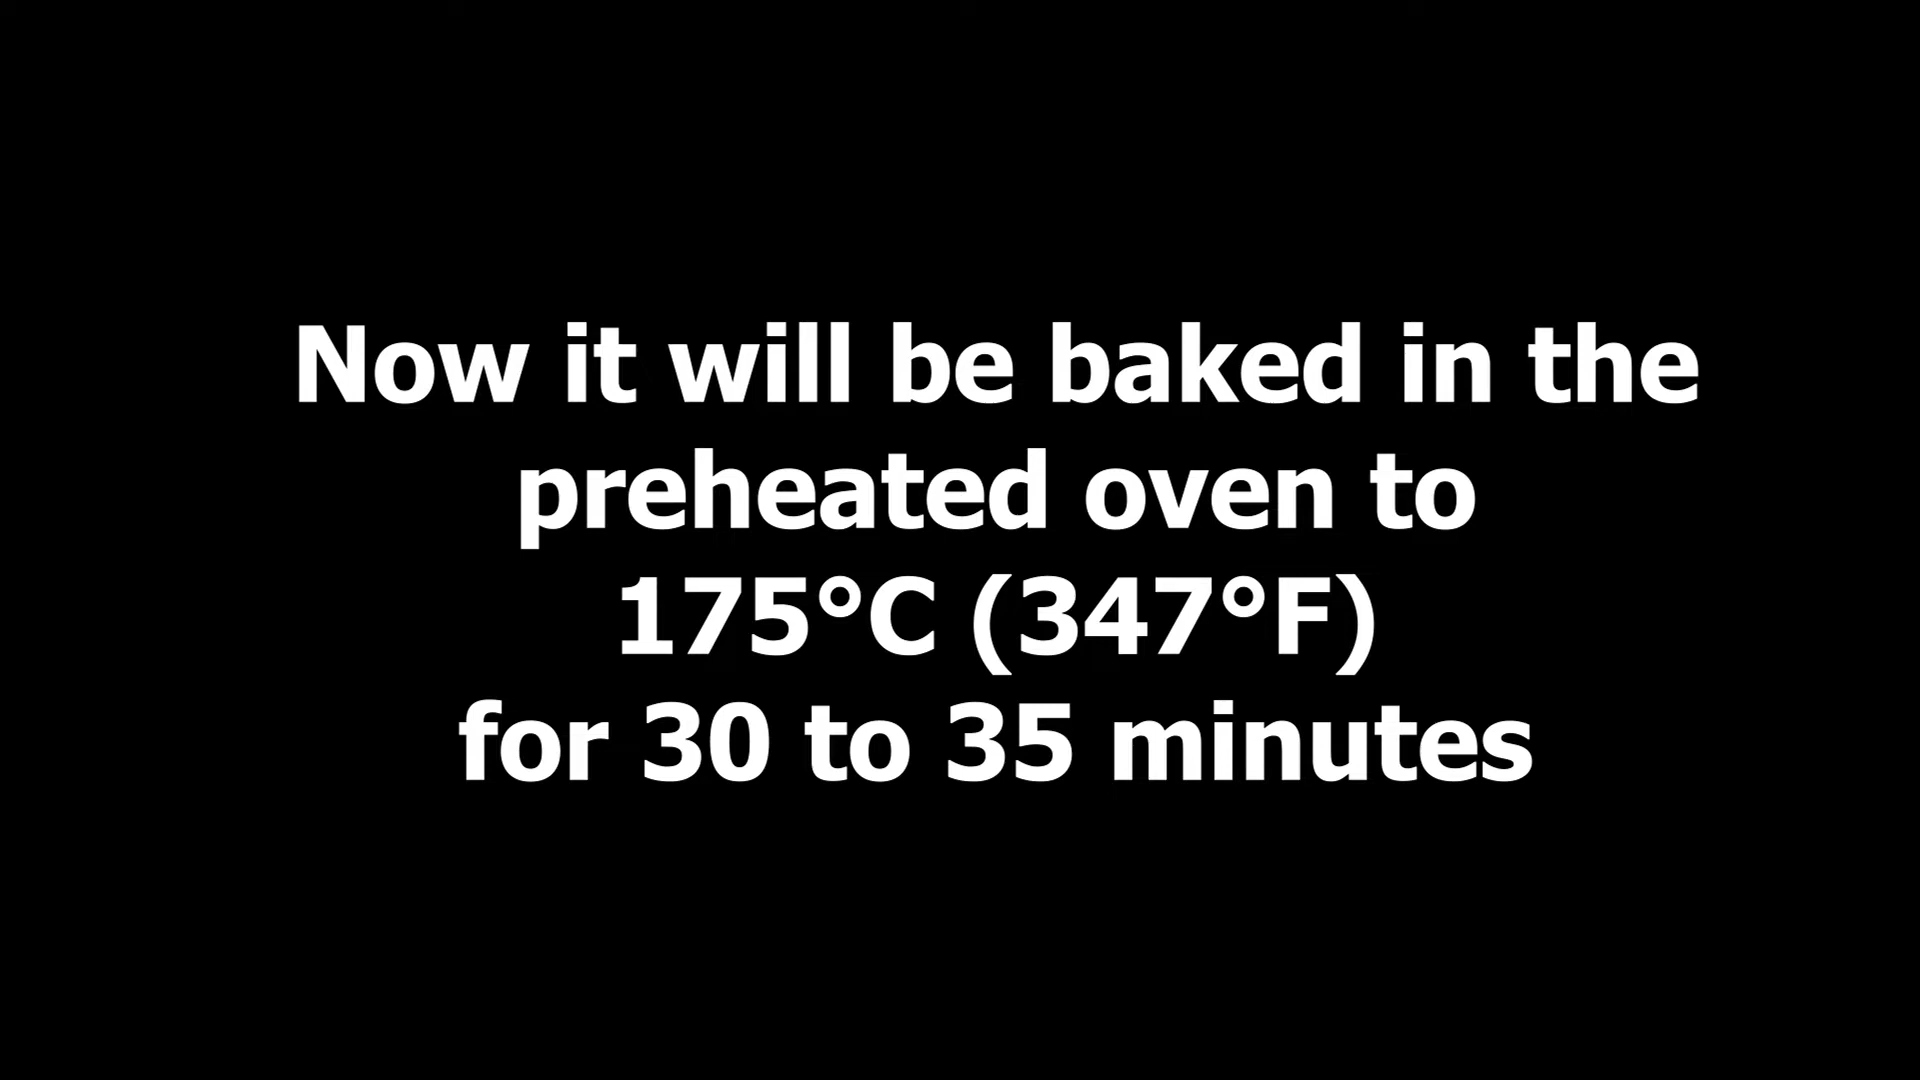 Now it will be baked in the
preheated oven to
175°C (347°F)
for 30 to 35 minutes